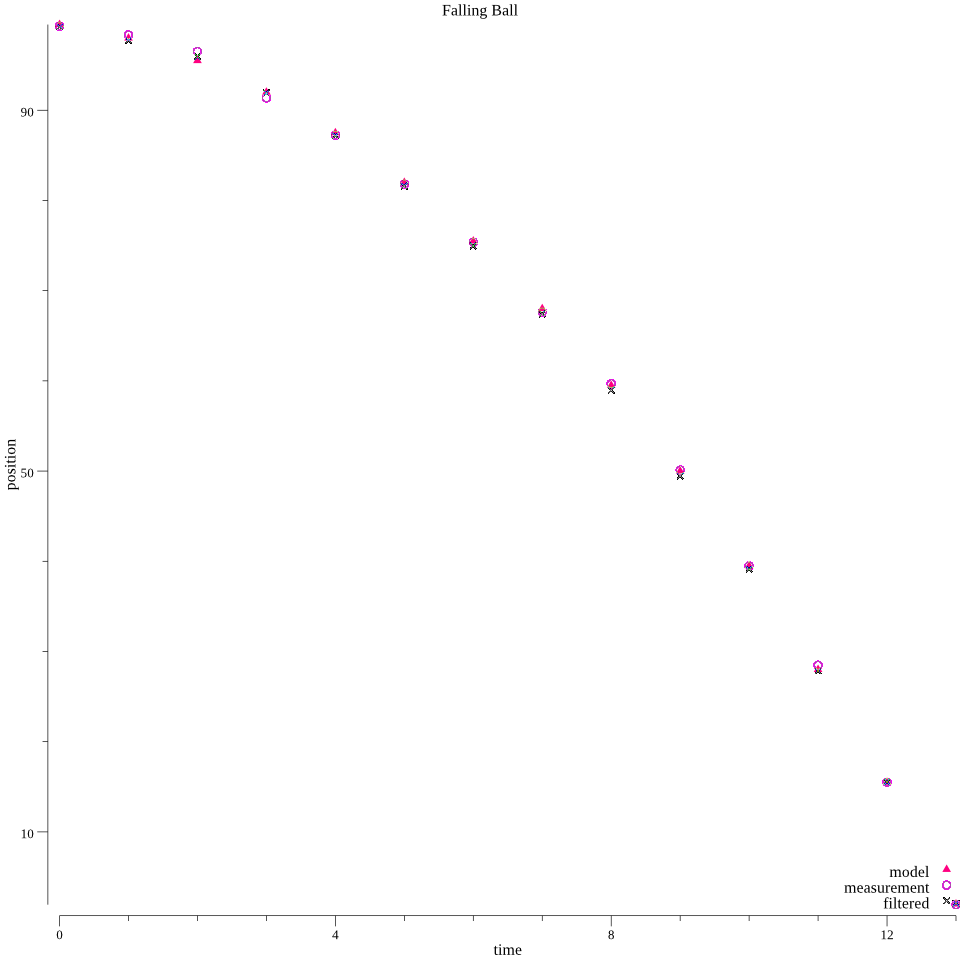 Falling Ball
90
50
10
position
model
measurement
filtered
0
4
8
12
time